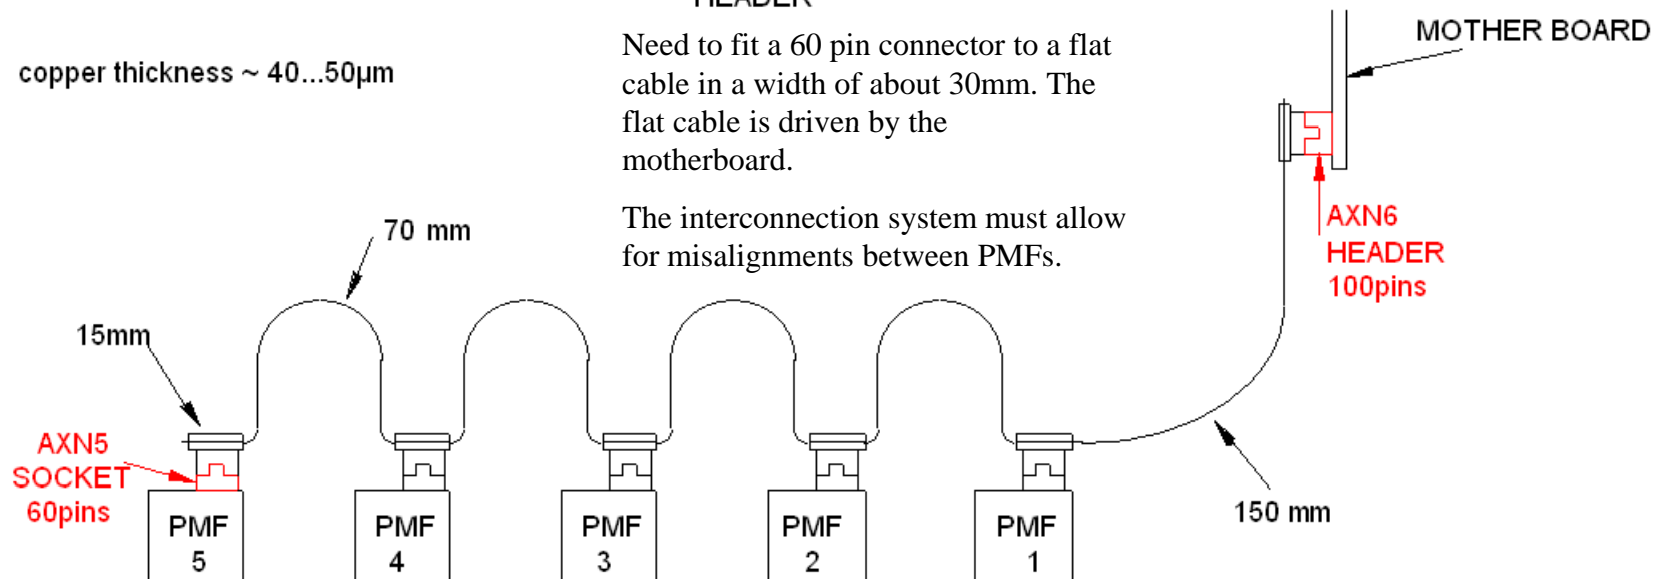 HEADER
MOTHER BOARD
copper thickness ~ 40...50µm
Need to fit a 60 pin connector to a flat
cable in a width of about 30mm. The
flat cable is driven by the
motherboard.
The interconnection system must allow
for misalignments between PMFs.
AXN6
HEADER
100pins
70 mm
15mm
AXN5
SOCKET
60pins
150 mm
PMF
5
PMF
4
PMF
3
PMF
2
PMF
1